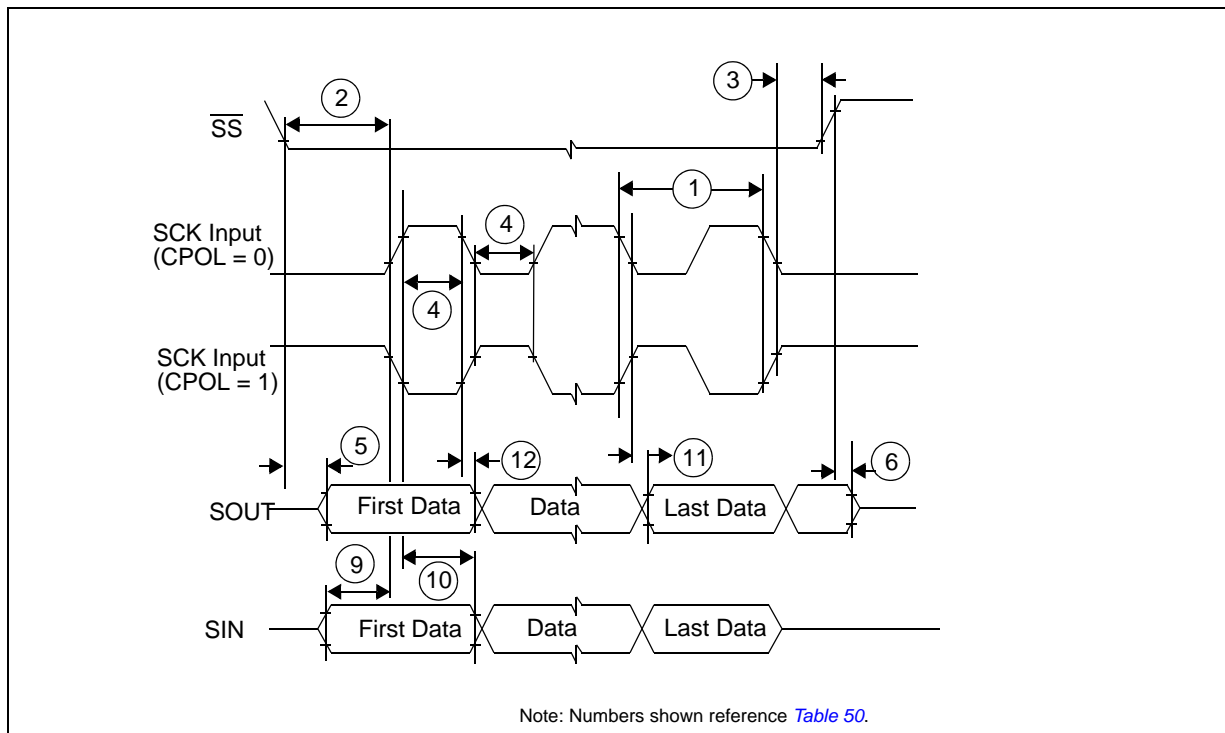 3
2
SS
1
4
SCK Input
(CPOL = 0)
4
SCK Input
(CPOL = 1)
5
12
11
6
SOUT
First Data
Data
Last Data
9
10
SIN
First Data
Data
Last Data
Note: Numbers shown reference Table 50.